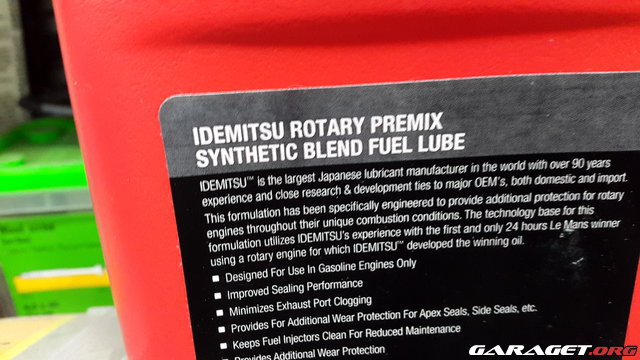 IDEMITSU ROTARY PREMIX
SYNTHETIC BLEND FUEL LUBE
IDEMITSU™ is the largest Japanese lubricant manufacturer in the world with over 90 years
experience and close research & development ties to major OEM's, both domestic and import.
This formulation has been specifically engineered to provide additional protection for rotary
engines throughout their unique combustion conditions. The technology base for this
formulation utilizes IDEMITSU's experience with the first and only 24 hours Le Mans winner
using a rotary engine for which IDEMITSU™ developed the winning oil.
■ Designed For Use In Gasoline Engines Only
■ Improved Sealing Performance
■ Minimizes Exhaust Port Clogging
■ Provides For Additional Wear Protection For Apex Seals, Side Seals, etc.
■ Keeps Fuel Injectors Clean For Reduced Maintenance
Provides Additional Wear Protection
GARAGET.ORG